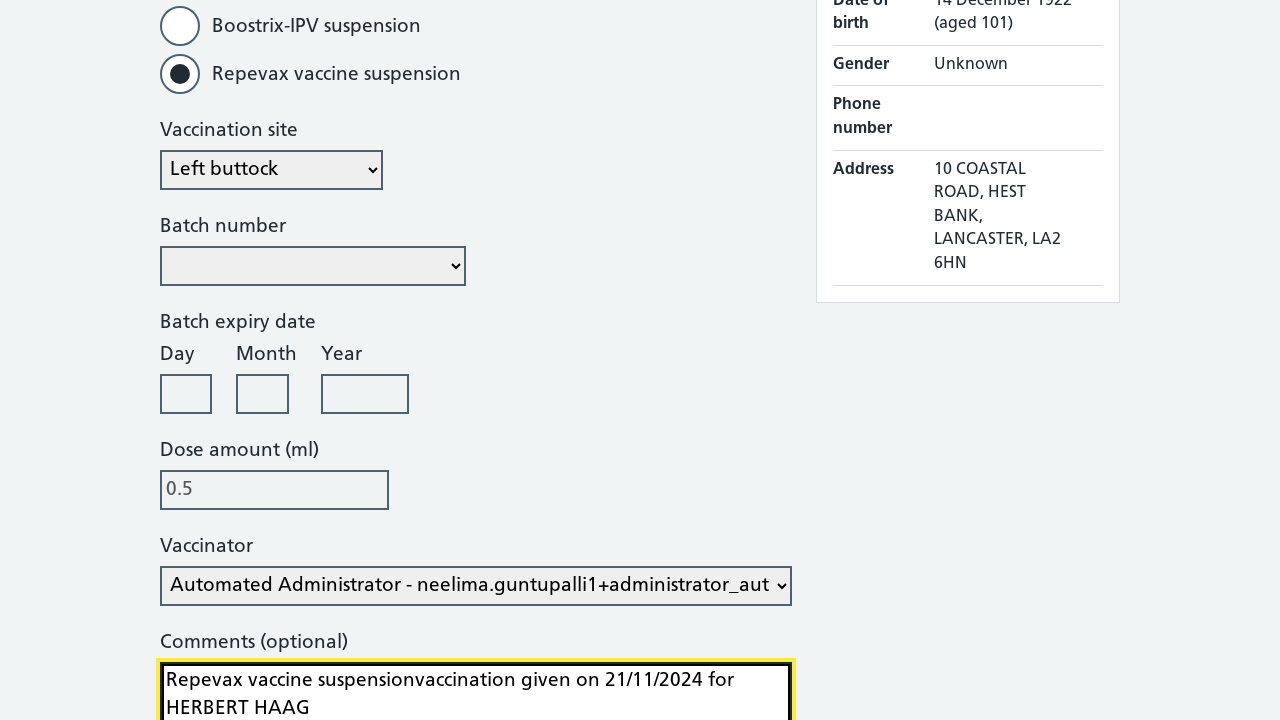 Boostrix-IPV suspension
Repevax vaccine suspension
Vaccination site
Left buttock
Batch number
Batch expiry date
Day Month Year
Dose amount (ml)
0.5
Vaccinator
Automated Administrator - neelima.guntupalli1+administrator_aut
Comments (optional)
Repevax vaccine suspensionvaccination given on 21/11/2024 for
HERBERT HAAG
Date of
birth
14 December 1922
(aged 101)
Gender Unknown
Phone
number
Address
10 COASTAL
ROAD, HEST
BANK,
LANCASTER, LA2
6HN